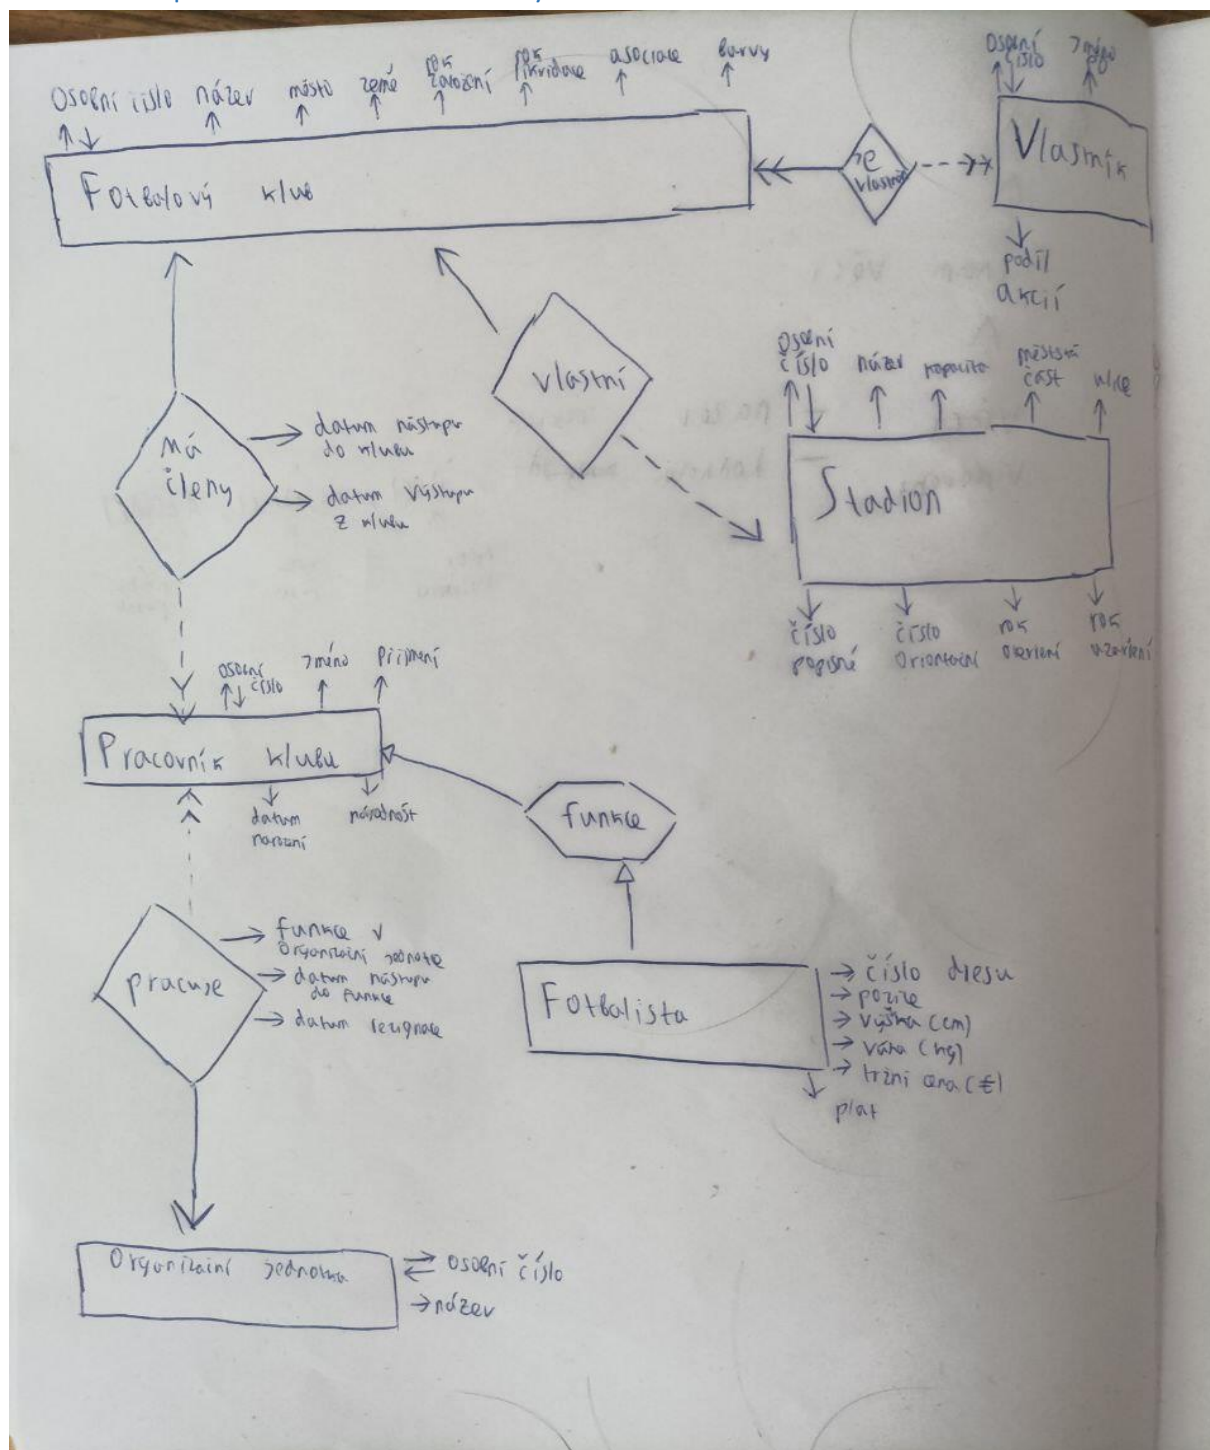 osobní číslo název město země rok založení rok likvidace asociace barvy
osobní číslo jméno
Fotbalový klub
je vlastněn
Vlastník
podíl
akcií
vlastní
osobní
číslo
název
kapacita
městská
část
ulice
Stadion
číslo
popisné
číslo
orientační
rok
otevření
rok
uzavření
má
členy
datum nástupu
do klubu
datum výstupu
z klubu
osobní
číslo
jméno
příjmení
Pracovník klubu
datum
narození
národnost
funkce
pracuje
funkce v
organizační jednotce
datum nástupu
do funkce
datum rezignace
Fotbalista
číslo dresu
pozice
výška (cm)
váha (kg)
tržní cena (€)
plat
Organizační jednotka
osobní číslo
název